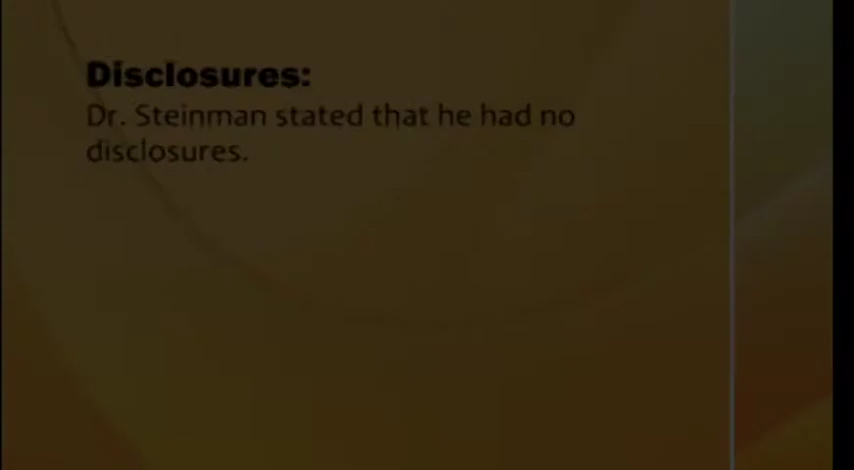 Disclosures:
Dr. Steinman stated that he had no
disclosures.